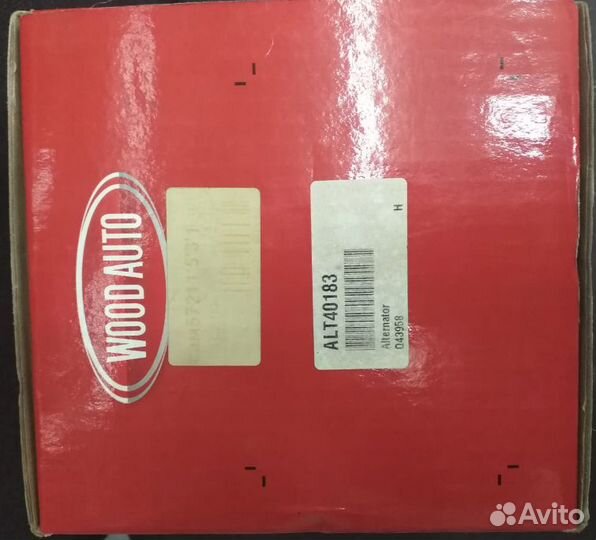 WOOD AUTO
ALT40183
Alternator
043958
H
Avito